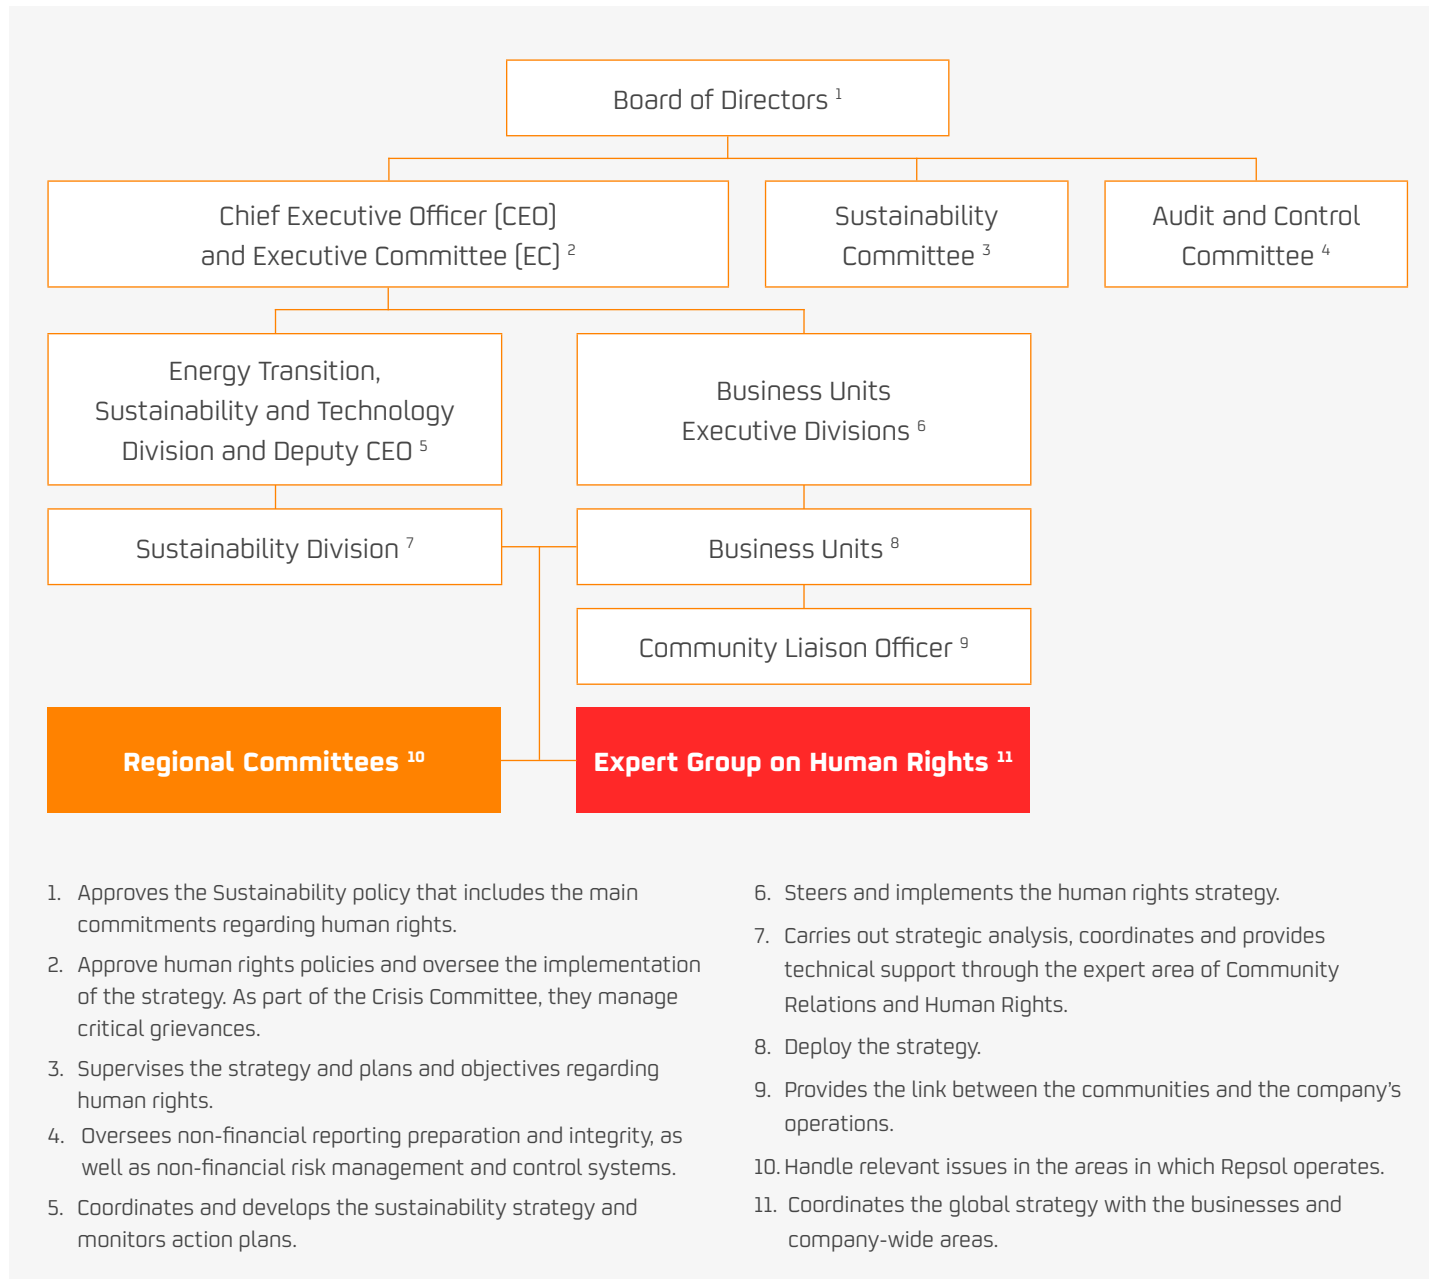 Board of Directors 1
Chief Executive Officer (CEO)
and Executive Committee (EC) 2
Sustainability
Committee 3
Audit and Control
Committee 4
Energy Transition,
Sustainability and Technology
Division and Deputy CEO 5
Business Units
Executive Divisions 6
Sustainability Division 7
Business Units 8
Community Liaison Officer 9
Regional Committees 10
Expert Group on Human Rights 11
1. Approves the Sustainability policy that includes the main
commitments regarding human rights.
2. Approve human rights policies and oversee the implementation
of the strategy. As part of the Crisis Committee, they manage
critical grievances.
3. Supervises the strategy and plans and objectives regarding
human rights.
4. Oversees non-financial reporting preparation and integrity, as
well as non-financial risk management and control systems.
5. Coordinates and develops the sustainability strategy and
monitors action plans.
6. Steers and implements the human rights strategy.
7. Carries out strategic analysis, coordinates and provides
technical support through the expert area of Community
Relations and Human Rights.
8. Deploy the strategy.
9. Provides the link between the communities and the company's
operations.
10. Handle relevant issues in the areas in which Repsol operates.
11. Coordinates the global strategy with the businesses and
company-wide areas.